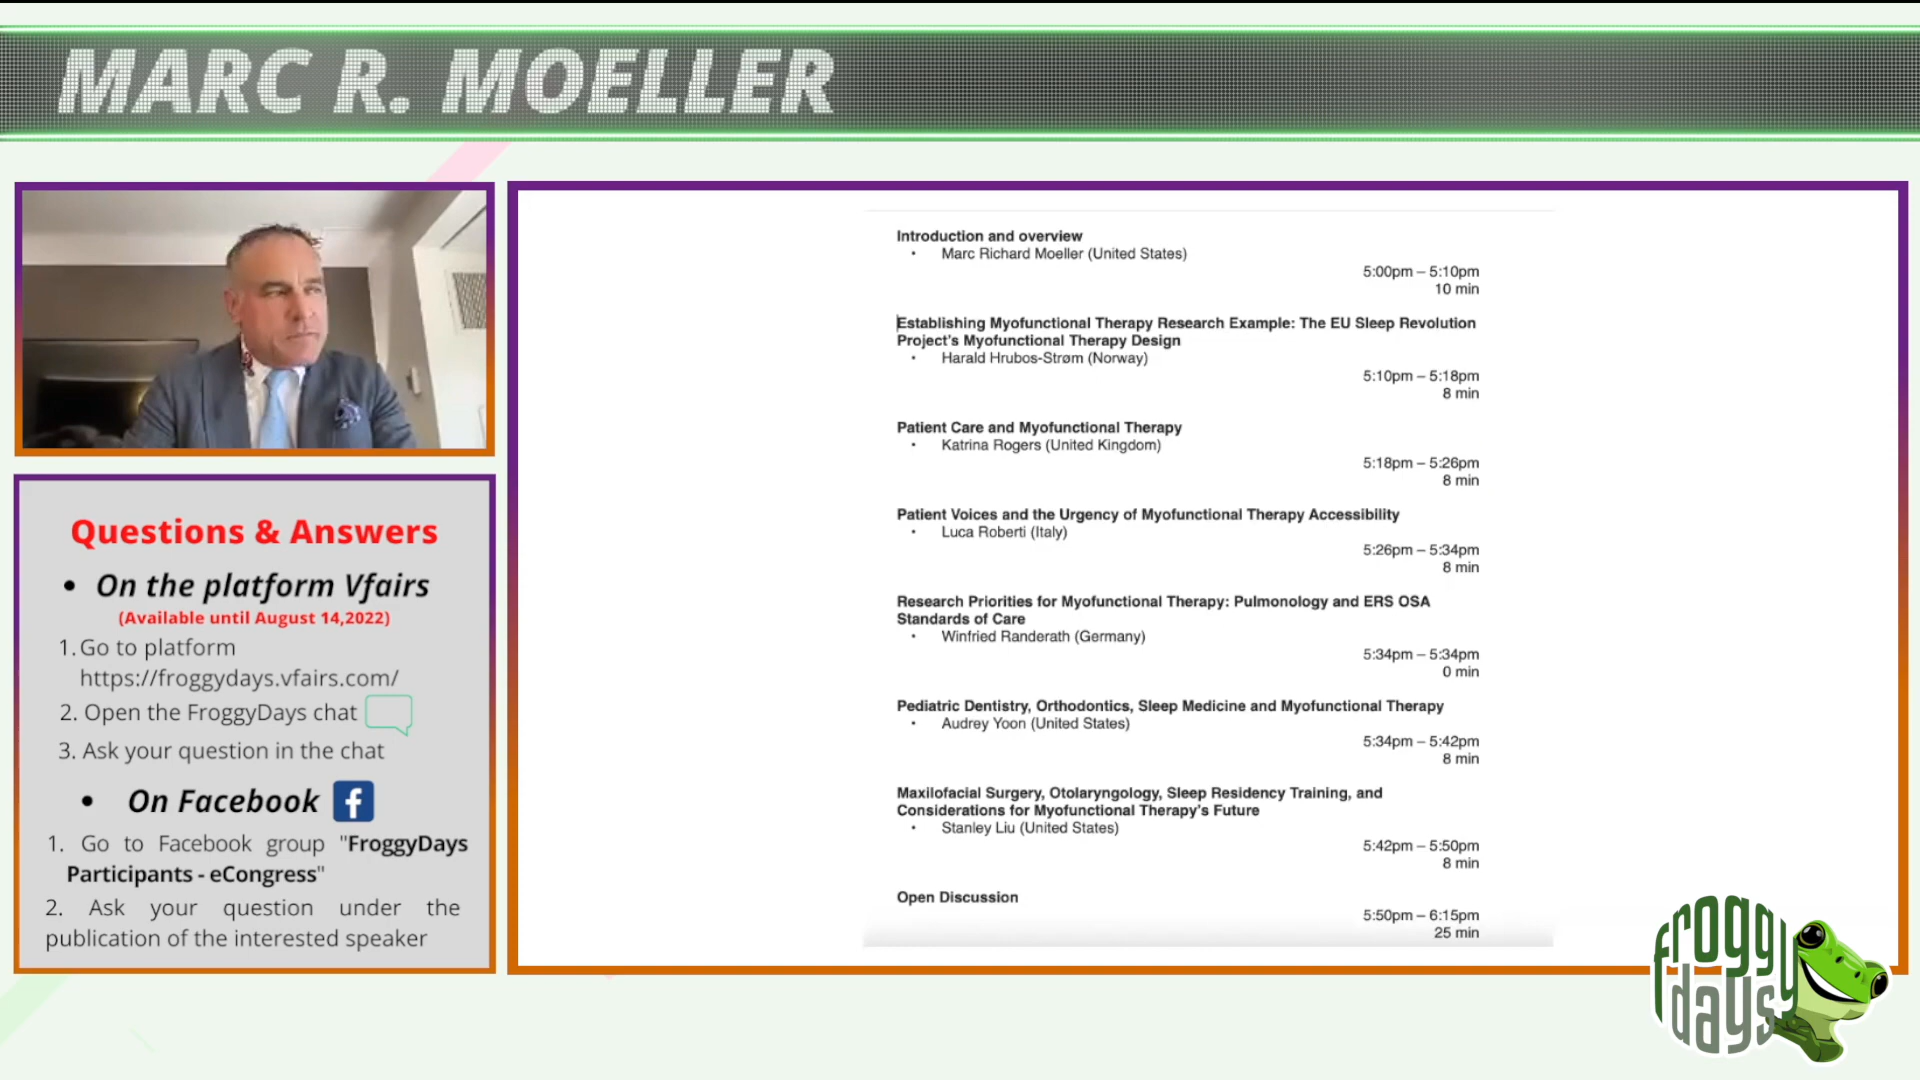 MARC R. MOELLER
Questions & Answers
• On the platform Vfairs
(Available until August 14,2022)
1. Go to platform
https://froggydays.vfairs.com/
2. Open the FroggyDays chat
3. Ask your question in the chat
• On Facebook
1. Go to Facebook group "FroggyDays
Participants - eCongress"
2. Ask your question under the
publication of the interested speaker
Introduction and overview
• Marc Richard Moeller (United States)
5:00pm – 5:10pm
10 min
Establishing Myofunctional Therapy Research Example: The EU Sleep Revolution
Project's Myofunctional Therapy Design
• Harald Hrubos-Strøm (Norway)
5:10pm – 5:18pm
8 min
Patient Care and Myofunctional Therapy
• Katrina Rogers (United Kingdom)
5:18pm – 5:26pm
8 min
Patient Voices and the Urgency of Myofunctional Therapy Accessibility
• Luca Roberti (Italy)
5:26pm – 5:34pm
8 min
Research Priorities for Myofunctional Therapy: Pulmonology and ERS OSA
Standards of Care
• Winfried Randerath (Germany)
5:34pm – 5:34pm
0 min
Pediatric Dentistry, Orthodontics, Sleep Medicine and Myofunctional Therapy
• Audrey Yoon (United States)
5:34pm – 5:42pm
8 min
Maxilofacial Surgery, Otolaryngology, Sleep Residency Training, and
Considerations for Myofunctional Therapy's Future
• Stanley Liu (United States)
5:42pm – 5:50pm
8 min
Open Discussion
5:50pm – 6:15pm
25 min
froggy
days